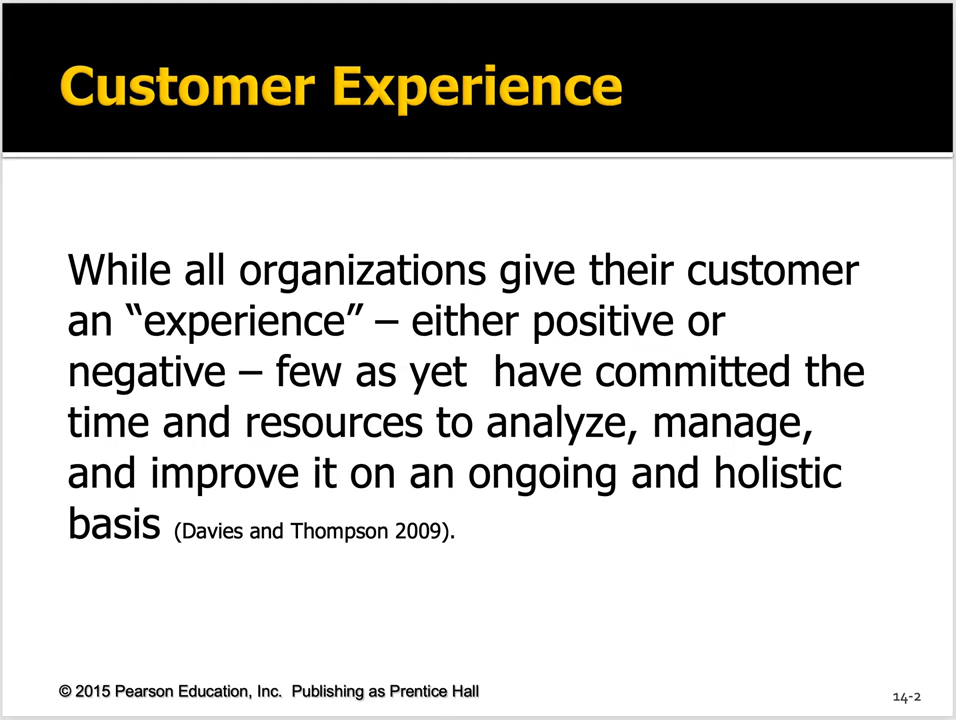 Customer Experience
While all organizations give their customer
an “experience” – either positive or
negative – few as yet  have committed the
time and resources to analyze, manage,
and improve it on an ongoing and holistic
basis (Davies and Thompson 2009).
© 2015 Pearson Education, Inc.  Publishing as Prentice Hall
14-2